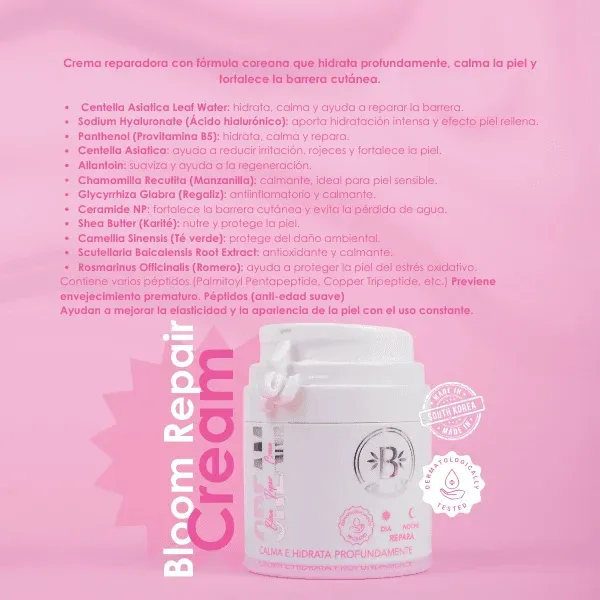 Crema reparadora con fórmula coreana que hidrata profundamente, calma la piel y
fortalece la barrera cutánea.
• Centella Asiatica Leaf Water: hidrata, calma y ayuda a reparar la barrera.
• Sodium Hyaluronate (Ácido hialurónico): aporta hidratación intensa y efecto piel rellena.
• Panthenol (Provitamina B5): hidrata, calma y repara.
• Centella Asiatica: ayuda a reducir irritación, rojeces y fortalece la piel.
• Allantoin: suaviza y ayuda a la regeneración.
• Chamomilla Recutita (Manzanilla): calmante, ideal para piel sensible.
• Glycyrrhiza Glabra (Regaliz): antiinflamatorio y calmante.
• Ceramide NP: fortalece la barrera cutánea y evita la pérdida de agua.
• Shea Butter (Karité): nutre y protege la piel.
• Camellia Sinensis (Té verde): protege del daño ambiental.
• Scutellaria Baicalensis Root Extract: antioxidante y calmante.
• Rosmarinus Officinalis (Romero): ayuda a proteger la piel del estrés oxidativo.
Contiene varios péptidos (Palmitoyl Pentapeptide, Copper Tripeptide, etc.) Previene
envejecimiento prematuro. Péptidos (anti-edad suave)
Ayudan a mejorar la elasticidad y la apariencia de la piel con el uso constante.
Bloom Repair
Cream
CREAM
B
DIA
NOCHE
REPARA
CALMA E HIDRATA PROFUNDAMENTE
MADE IN
SOUTH KOREA
MADE IN
DERMATOLOGICALLY
TESTED